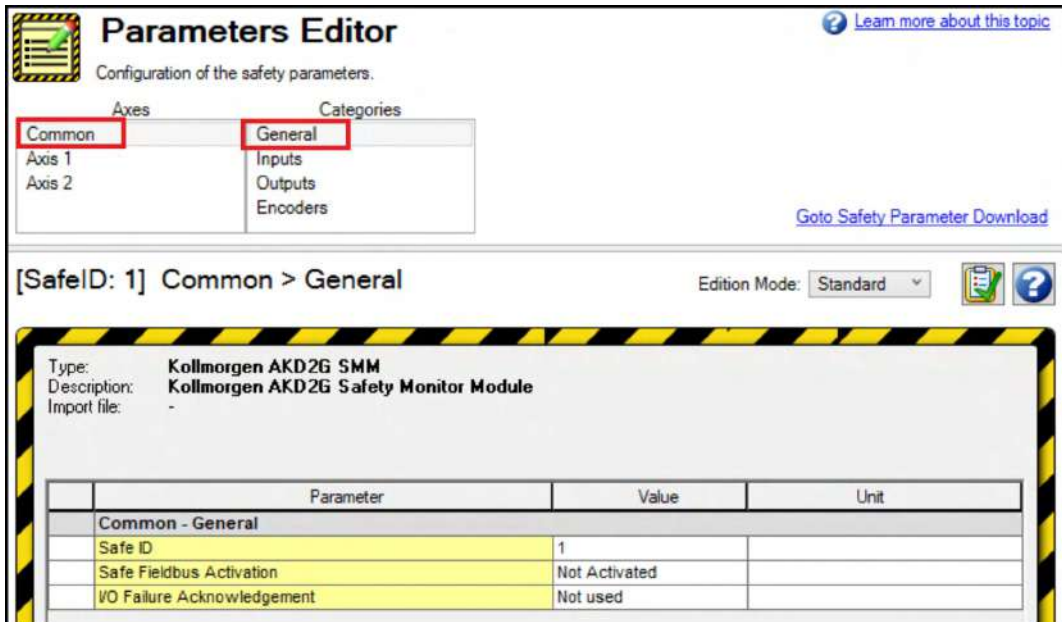 Parameters Editor
Learn more about this topic
Configuration of the safety parameters.
Axes Categories
Common General
Axis 1 Inputs
Axis 2 Outputs
Encoders
Goto Safety Parameter Download
[SafeID: 1] Common > General
Edition Mode: Standard
Type: Kollmorgen AKD2G SMM
Description: Kollmorgen AKD2G Safety Monitor Module
Import file: -
Parameter Value Unit
Common - General
Safe ID 1
Safe Fieldbus Activation Not Activated
I/O Failure Acknowledgement Not used